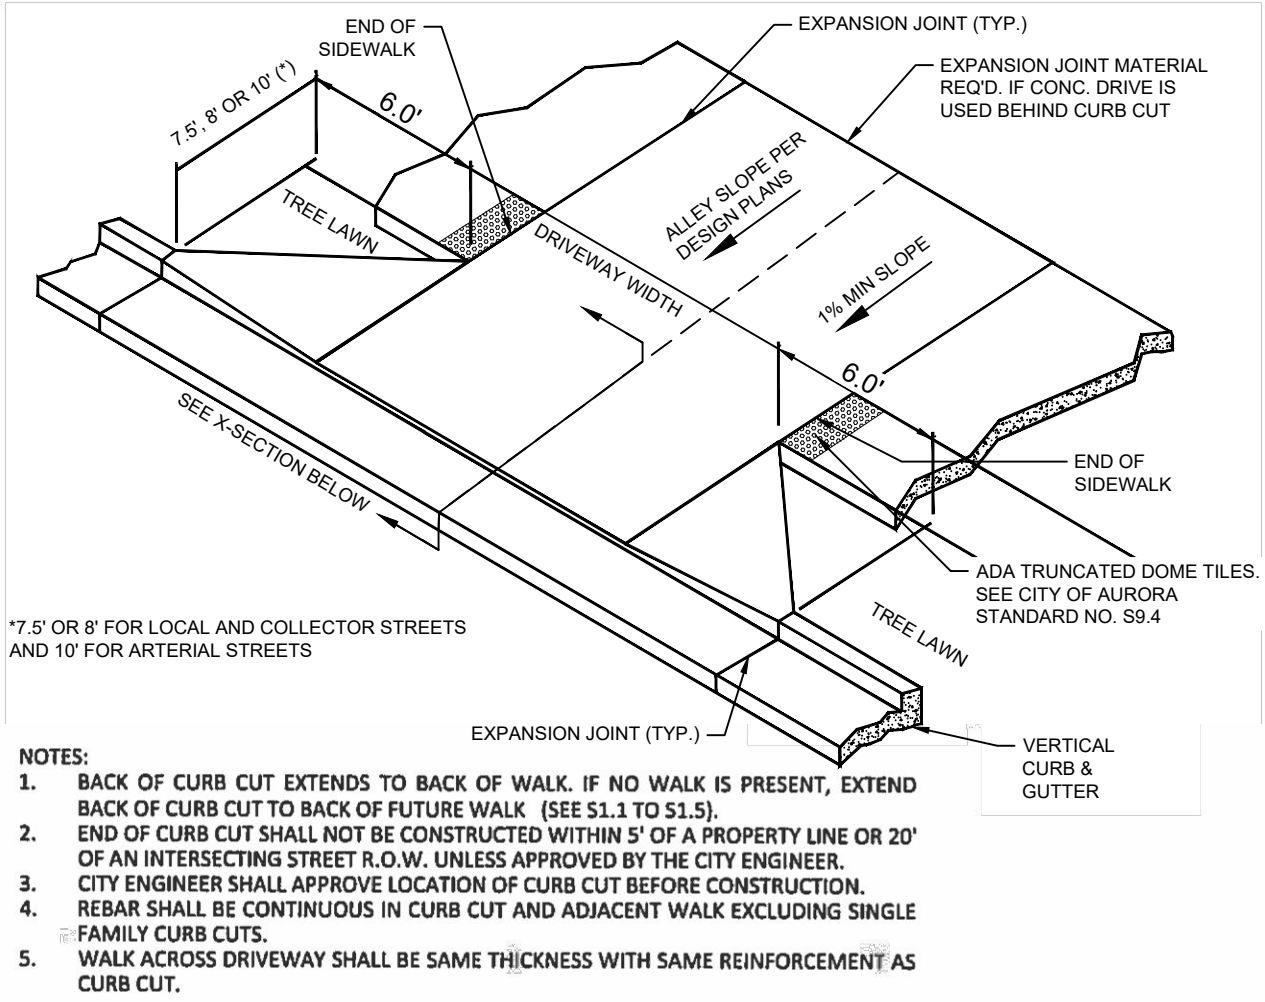 END OF
SIDEWALK
EXPANSION JOINT (TYP.)
EXPANSION JOINT MATERIAL
REQ'D. IF CONC. DRIVE IS
USED BEHIND CURB CUT
7.5', 8' OR 10' (*)
6.0'
TREE LAWN
DRIVEWAY WIDTH
ALLEY SLOPE PER
DESIGN PLANS
1% MIN SLOPE
6.0'
SEE X-SECTION BELOW
END OF
SIDEWALK
ADA TRUNCATED DOME TILES.
SEE CITY OF AURORA
STANDARD NO. S9.4
TREE LAWN
*7.5' OR 8' FOR LOCAL AND COLLECTOR STREETS
AND 10' FOR ARTERIAL STREETS
EXPANSION JOINT (TYP.)
VERTICAL
CURB &
GUTTER
NOTES:
1. BACK OF CURB CUT EXTENDS TO BACK OF WALK. IF NO WALK IS PRESENT, EXTEND
BACK OF CURB CUT TO BACK OF FUTURE WALK (SEE S1.1 TO S1.5).
2. END OF CURB CUT SHALL NOT BE CONSTRUCTED WITHIN 5' OF A PROPERTY LINE OR 20'
OF AN INTERSECTING STREET R.O.W. UNLESS APPROVED BY THE CITY ENGINEER.
3. CITY ENGINEER SHALL APPROVE LOCATION OF CURB CUT BEFORE CONSTRUCTION.
4. REBAR SHALL BE CONTINUOUS IN CURB CUT AND ADJACENT WALK EXCLUDING SINGLE
FAMILY CURB CUTS.
5. WALK ACROSS DRIVEWAY SHALL BE SAME THICKNESS WITH SAME REINFORCEMENT AS
CURB CUT.